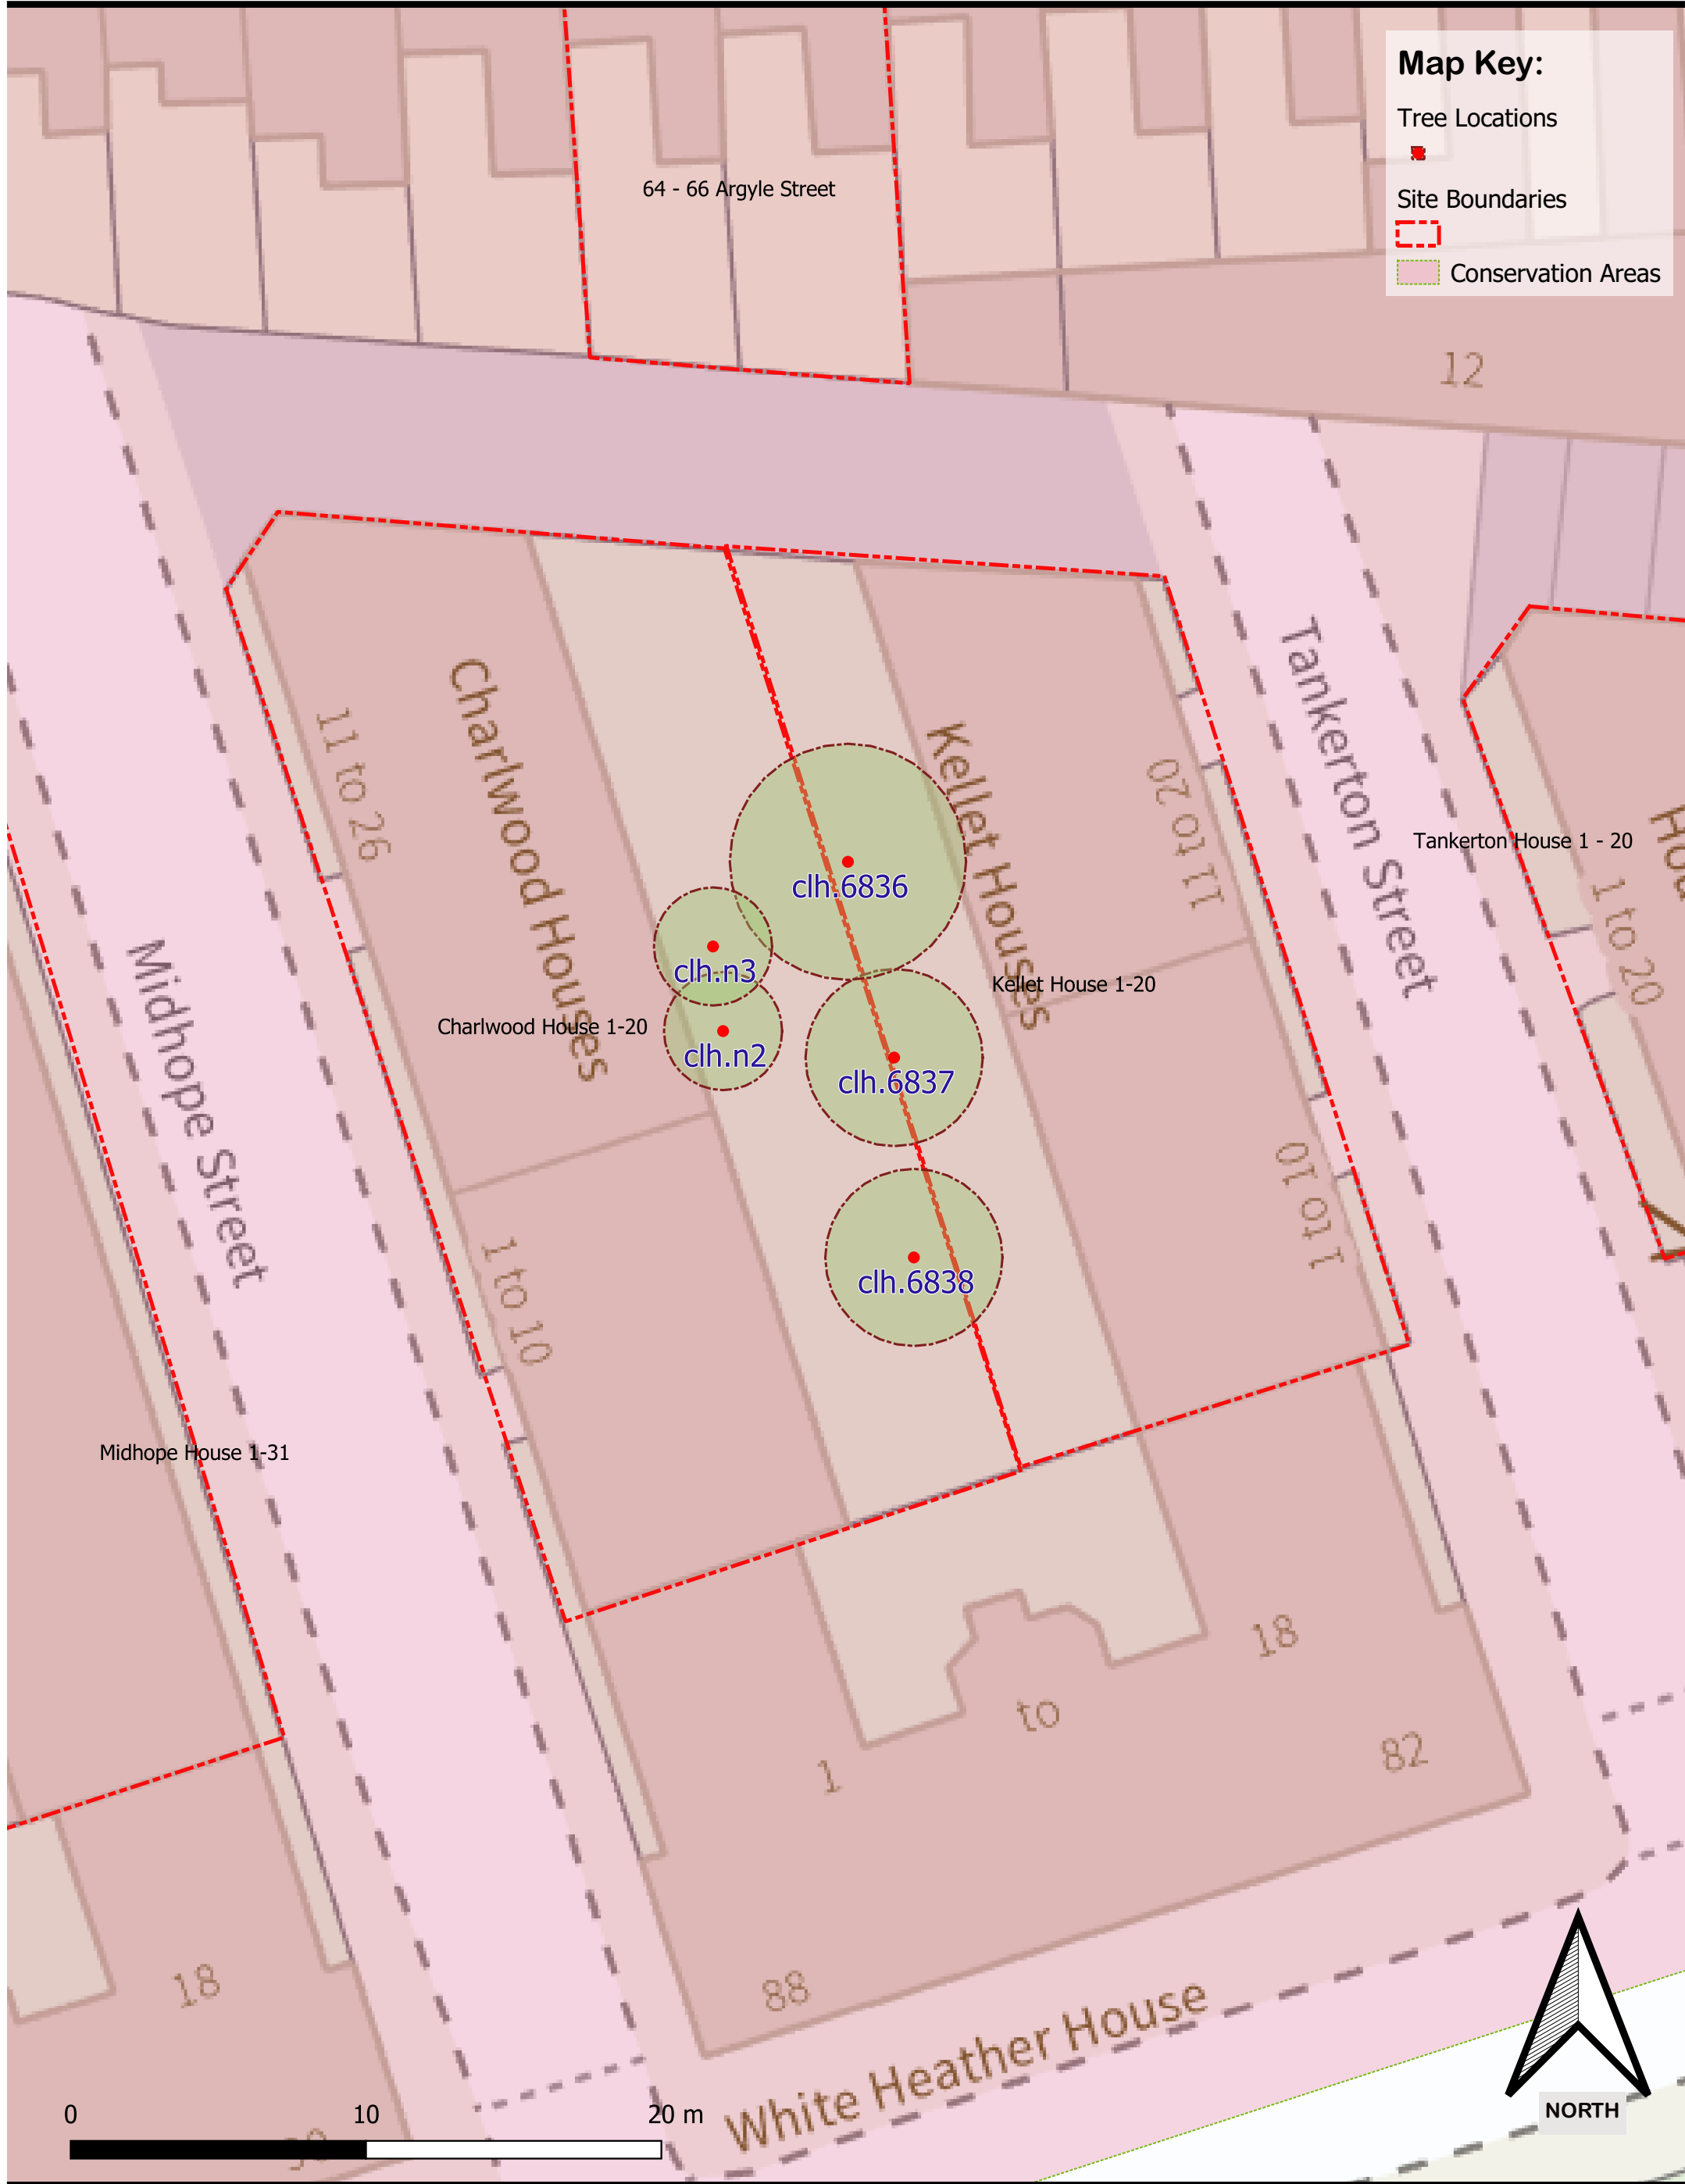 Map Key:
Tree Locations
Site Boundaries
Conservation Areas
64 - 66 Argyle Street
12
Charlwood Houses
11 to 26
Kellet Houses
11 to 20
Tankerton Street
Tankerton House 1 - 20
1 to 20
clh.6836
clh.n3
Kellet House 1-20
Charlwood House 1-20
clh.n2
clh.6837
Midhope Street
1 to 10
1 to 10
clh.6838
Midhope House 1-31
18
to
1
82
18
88
White Heather House
0 10 20 m
NORTH